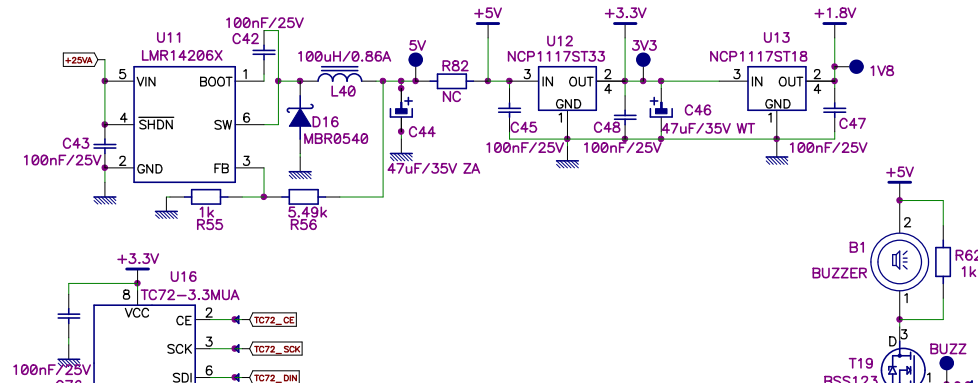 +5V
+3.3V
+1.8V
100nF/25V
C42
U11
LMR14206X
+25VA
5
VIN
BOOT
1
4
SHDN
SW
6
2
GND
FB
3
C43
100nF/25V
1k
R55
5.49k
R56
100uH/0.86A
L40
D16
MBR0540
5V
C44
47uF/35V ZA
R82
NC
U12
NCP1117ST33
3
IN
OUT
2
4
GND
1
C45
100nF/25V
3V3
C48
100nF/25V
C46
47uF/35V WT
U13
NCP1117ST18
3
IN
OUT
2
4
GND
1
1V8
C47
100nF/25V
+3.3V
U16
TC72-3.3MUA
8
VCC
CE
2
TC72_CE
SCK
3
TC72_SCK
SDI
6
TC72_DIN
100nF/25V
+5V
2
B1
BUZZER
1
R62
1k
D
3
T19
BSS123
1
BUZZ